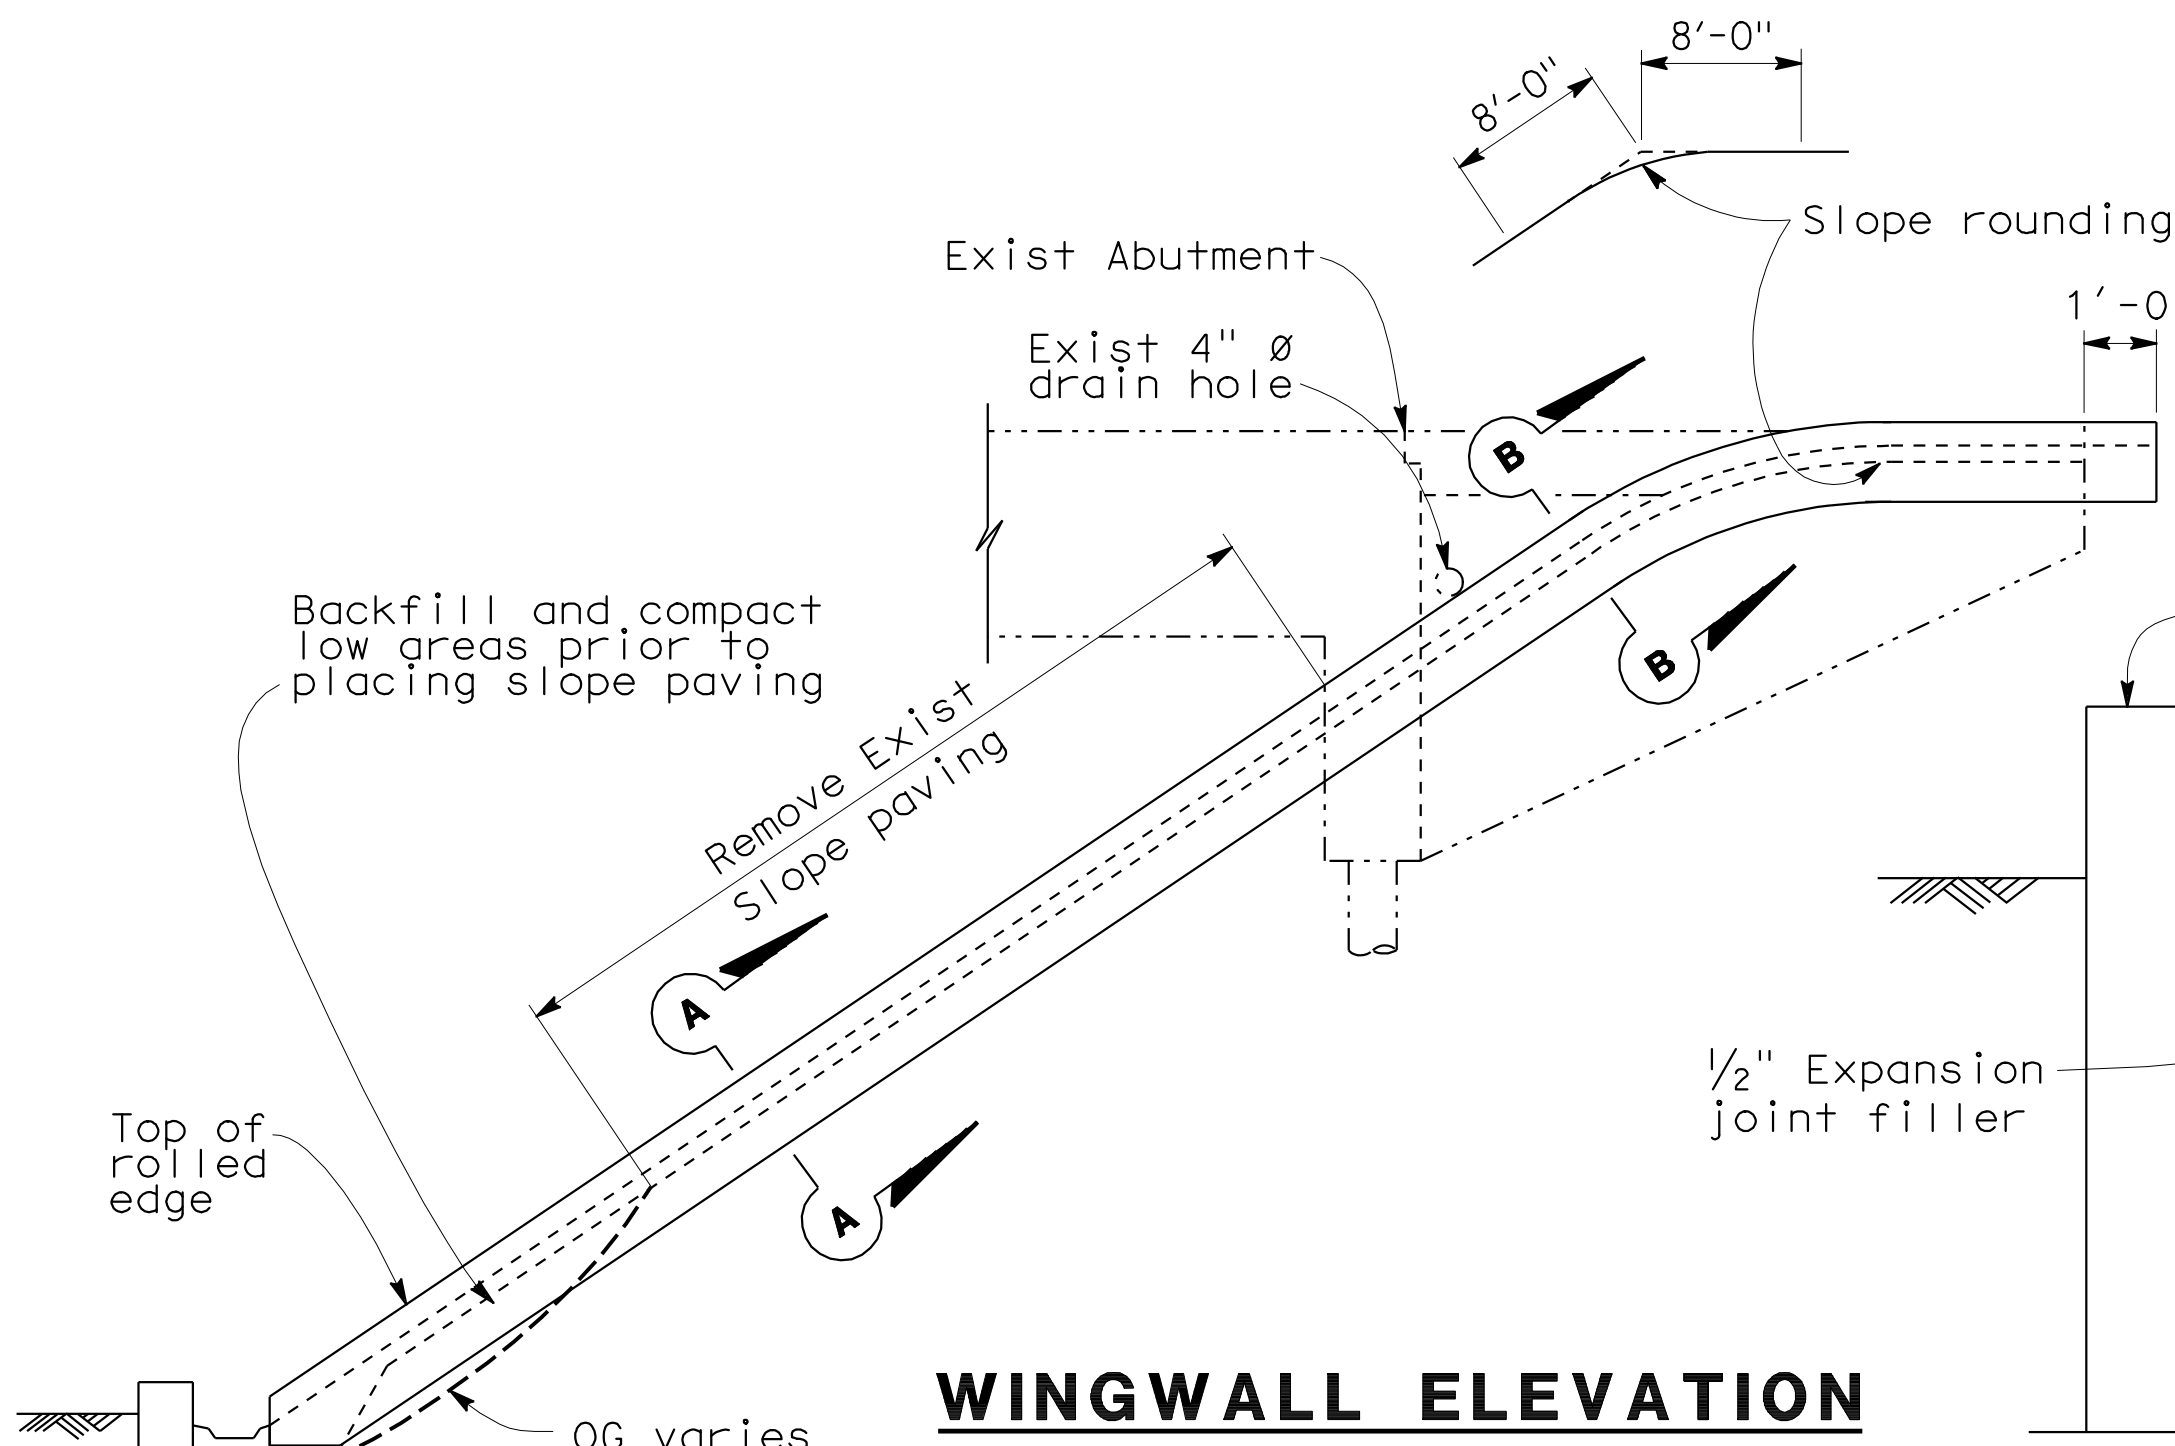 8'-0"
8'-0"
Slope rounding
Exist Abutment
1'-0
Exist 4" Ø
drain hole
B
B
Backfill and compact
low areas prior to
placing slope paving
Remove Exist
Slope paving
A
A
Top of
rolled
edge
1/2" Expansion
joint filler
WINGWALL ELEVATION
OG varies